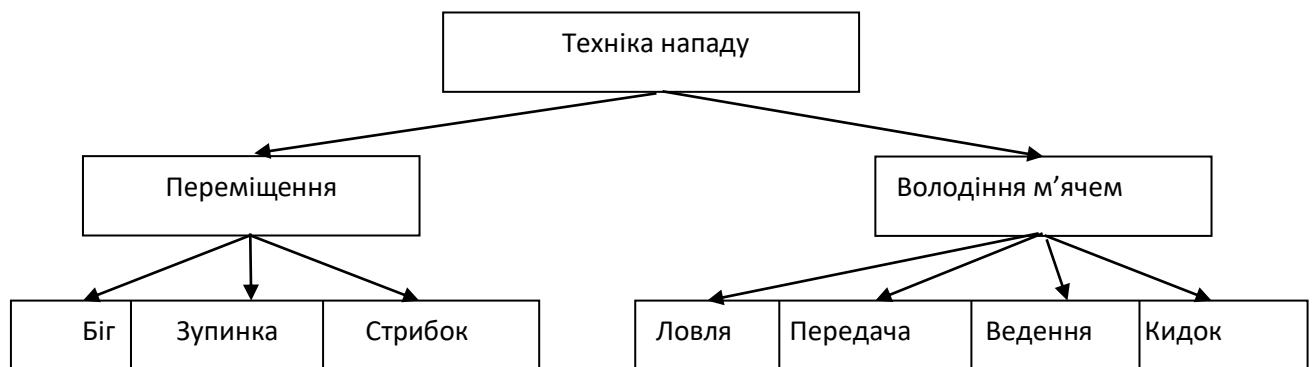 Техніка нападу
Переміщення
Володіння м’ячем
Біг
Зупинка
Стрибок
Ловля
Передача
Ведення
Кидок